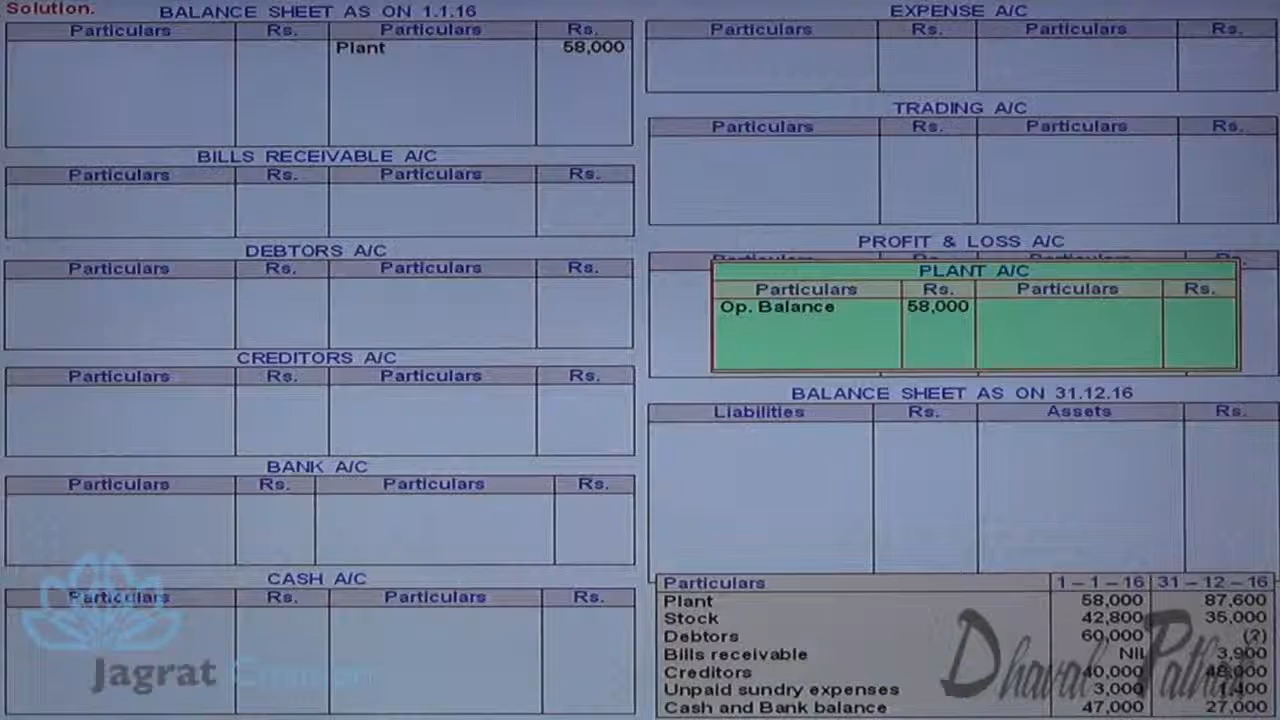 Solution.
BALANCE SHEET AS ON 1.1.16
Particulars Rs. Particulars Rs.
Plant 58,000
BILLS RECEIVABLE A/C
Particulars Rs. Particulars Rs.
DEBTORS A/C
Particulars Rs. Particulars Rs.
CREDITORS A/C
Particulars Rs. Particulars Rs.
BANK A/C
Particulars Rs. Particulars Rs.
CASH A/C
Particulars Rs. Particulars Rs.
Jagrat
EXPENSE A/C
Particulars Rs. Particulars Rs.
TRADING A/C
Particulars Rs. Particulars Rs.
PROFIT & LOSS A/C
PLANT A/C
Particulars Rs. Particulars Rs.
Op. Balance 58,000
BALANCE SHEET AS ON 31.12.16
Liabilities Rs. Assets Rs.
Particulars 1 – 1 – 16 31 – 12 – 16
Plant 58,000 87,600
Stock 42,800 35,000
Debtors 60,000 (?)
Bills receivable NIL 3,900
Creditors 40,000
Unpaid sundry expenses 3,000 1,400
Cash and Bank balance 47,000 27,000
Dhaval